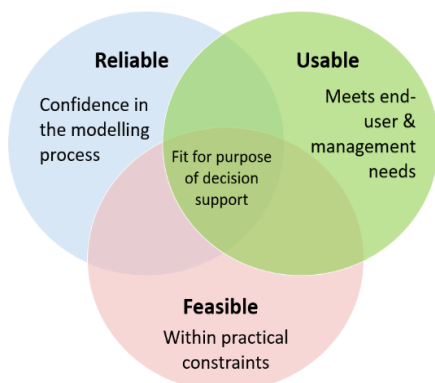 Reliable
Confidence in
the modelling
process
Usable
Meets end-
user &
management
needs
Fit for purpose
of decision
support
Feasible
Within practical
constraints